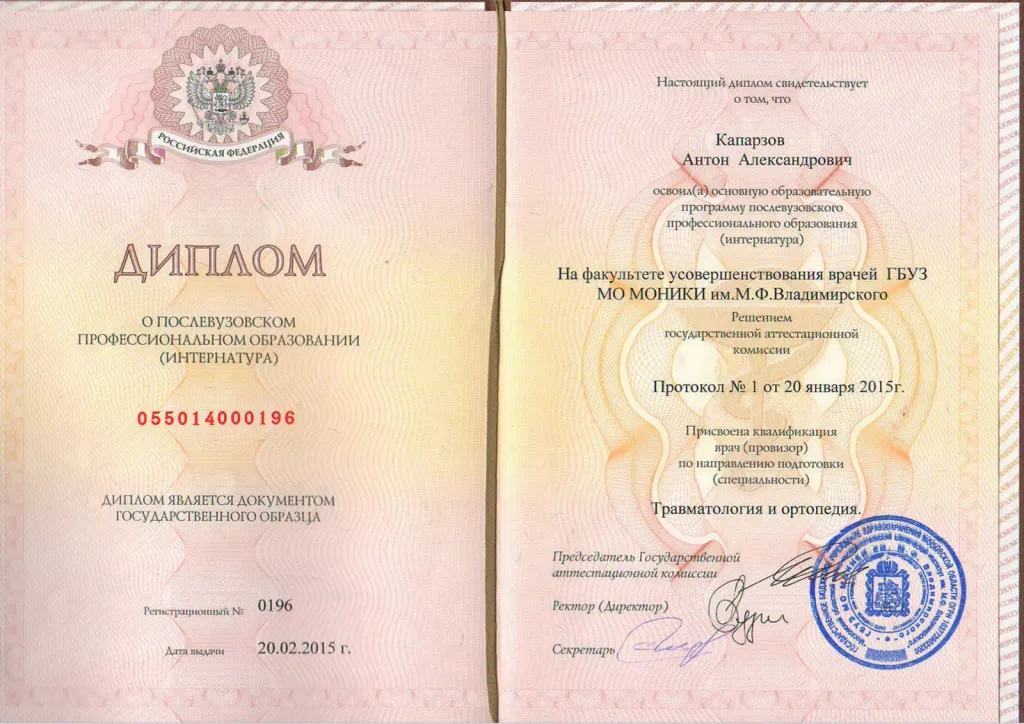 РОССИЙСКАЯ ФЕДЕРАЦИЯ
ДИПЛОМ
О ПОСЛЕВУЗОВСКОМ
ПРОФЕССИОНАЛЬНОМ ОБРАЗОВАНИИ
(ИНТЕРНАТУРА)
055014000196
ДИПЛОМ ЯВЛЯЕТСЯ ДОКУМЕНТОМ
ГОСУДАРСТВЕННОГО ОБРАЗЦА
Регистрационный № 0196
Дата выдачи 20.02.2015 г.
Настоящий диплом свидетельствует
о том, что
Капарзов
Антон Александрович
освоил(а) основную образовательную
программу послевузовского
профессионального образования
(интернатура)
На факультете усовершенствования врачей ГБУЗ
МО МОНИКИ им.М.Ф.Владимирского
Решением
государственной аттестационной
комиссии
Протокол № 1 от 20 января 2015г.
Присвоена квалификация
врач (провизор)
по направлению подготовки
(специальности)
Травматология и ортопедия.
Председатель Государственной
аттестационной комиссии
Ректор (Директор)
Секретарь